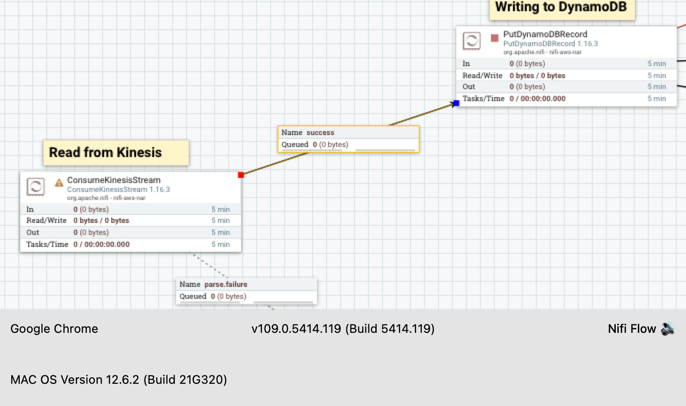 Writing to DynamoDB
PutDynamoDBRecord
PutDynamoDBRecord 1.16.3
org.apache.nifi - nifi-aws-nar
In 0 (0 bytes) 5 min
Read/Write 0 bytes / 0 bytes 5 min
Out 0 (0 bytes) 5 min
Tasks/Time 0 / 00:00:00.000 5 min
Name success
Queued 0 (0 bytes)
Read from Kinesis
ConsumeKinesisStream
ConsumeKinesisStream 1.16.3
org.apache.nifi - nifi-aws-nar
In 0 (0 bytes) 5 min
Read/Write 0 bytes / 0 bytes 5 min
Out 0 (0 bytes) 5 min
Tasks/Time 0 / 00:00:00.000 5 min
Name parse.failure
Queued 0 (0 bytes)
Google Chrome v109.0.5414.119 (Build 5414.119) Nifi Flow 🔊
MAC OS Version 12.6.2 (Build 21G320)